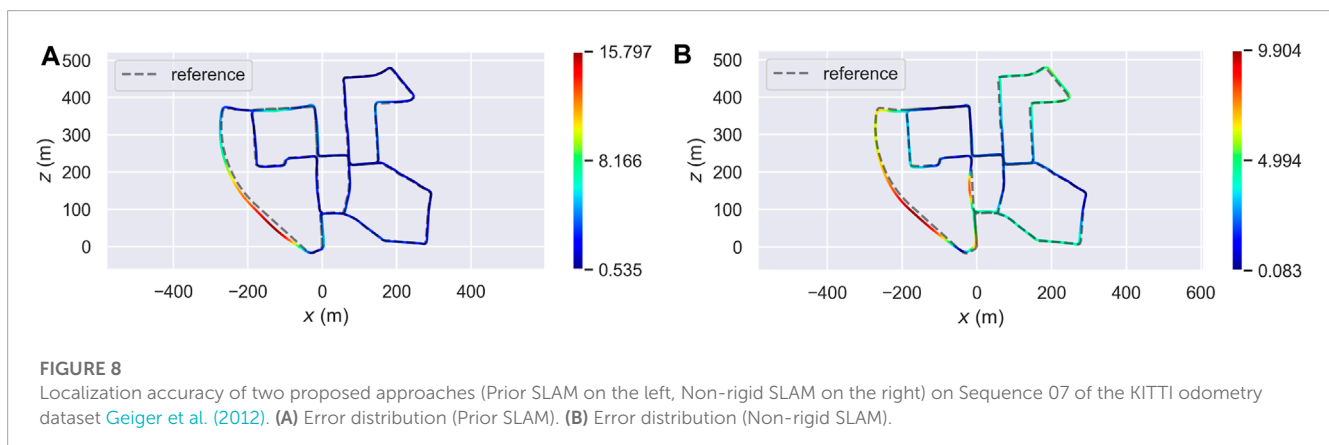 A
500
400
300
200
100
0
z (m)
reference
−400
−200
0
200
400
x (m)
15.797
8.166
0.535
B
500
400
300
200
100
0
z (m)
reference
−400
−200
0
200
400
600
x (m)
9.904
4.994
0.083
FIGURE 8
Localization accuracy of two proposed approaches (Prior SLAM on the left, Non-rigid SLAM on the right) on Sequence 07 of the KITTI odometry
dataset Geiger et al. (2012). (A) Error distribution (Prior SLAM). (B) Error distribution (Non-rigid SLAM).